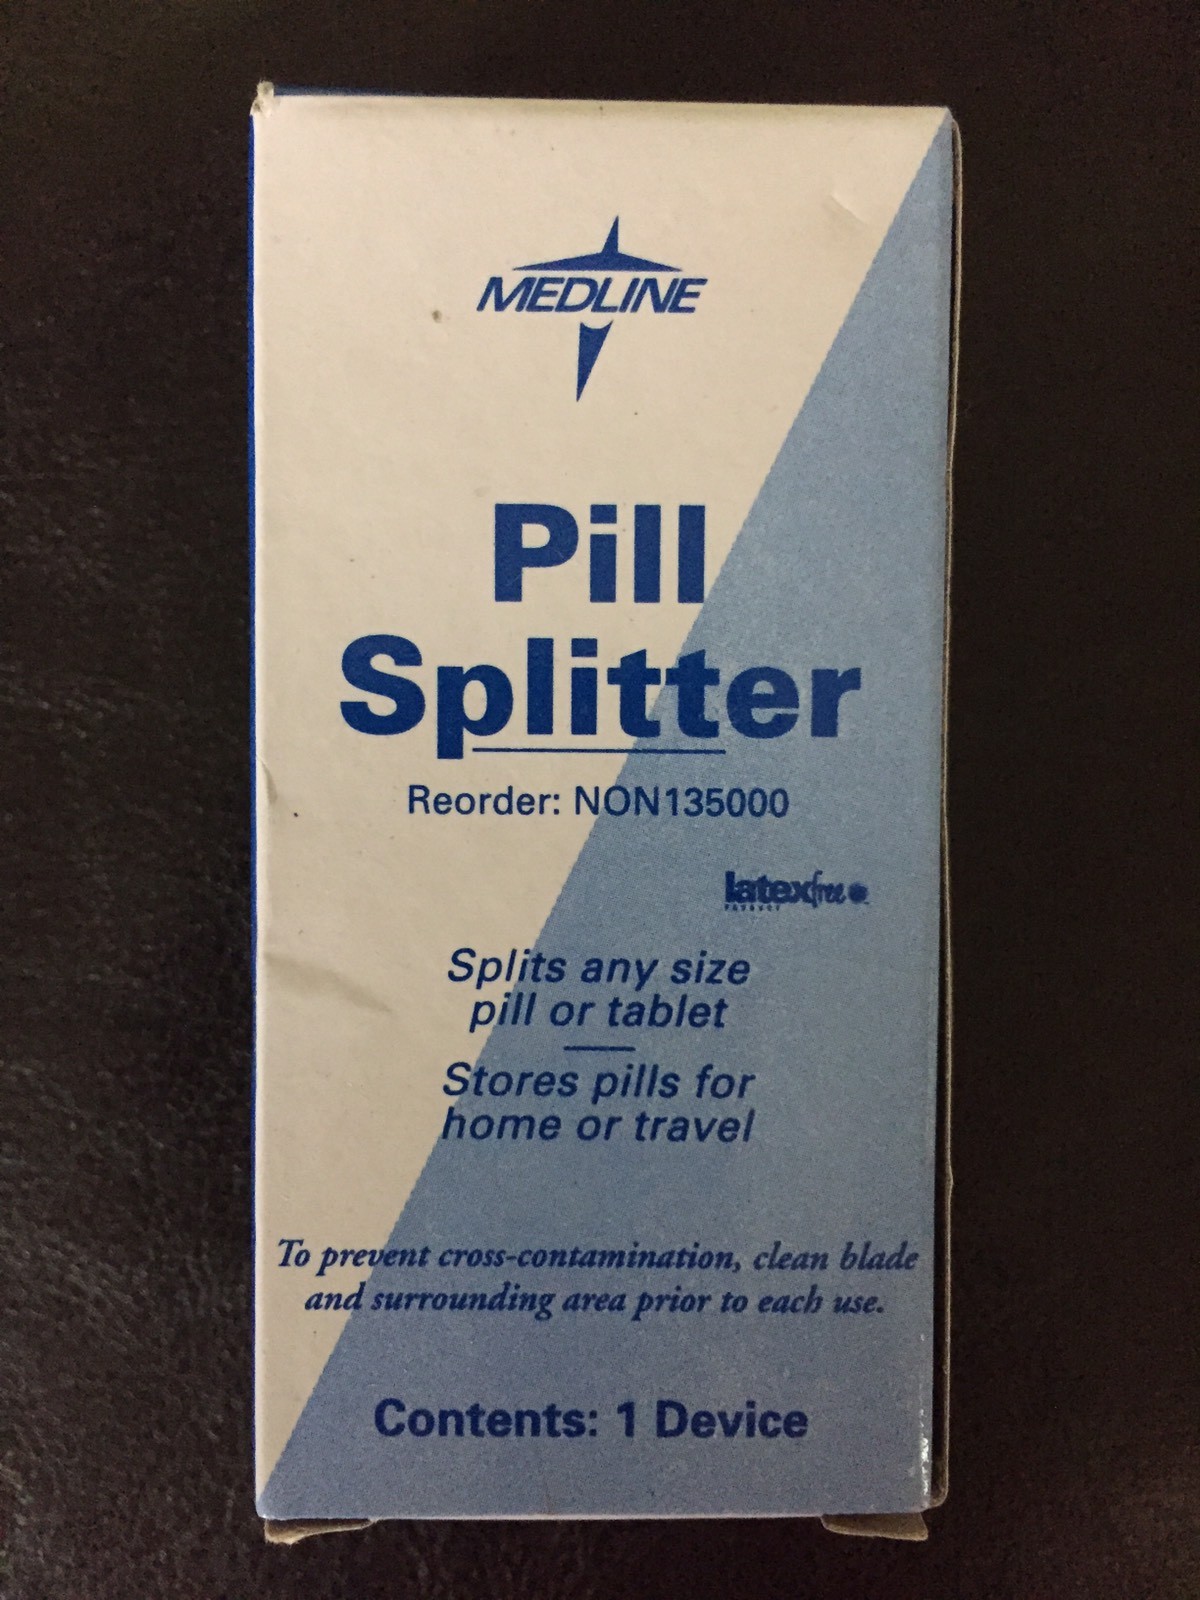 MEDLINE
Pill
Splitter
Reorder: NON135000
latexfree
PRODUCT
Splits any size
pill or tablet
Stores pills for
home or travel
To prevent cross-contamination, clean blade
and surrounding area prior to each use.
Contents: 1 Device